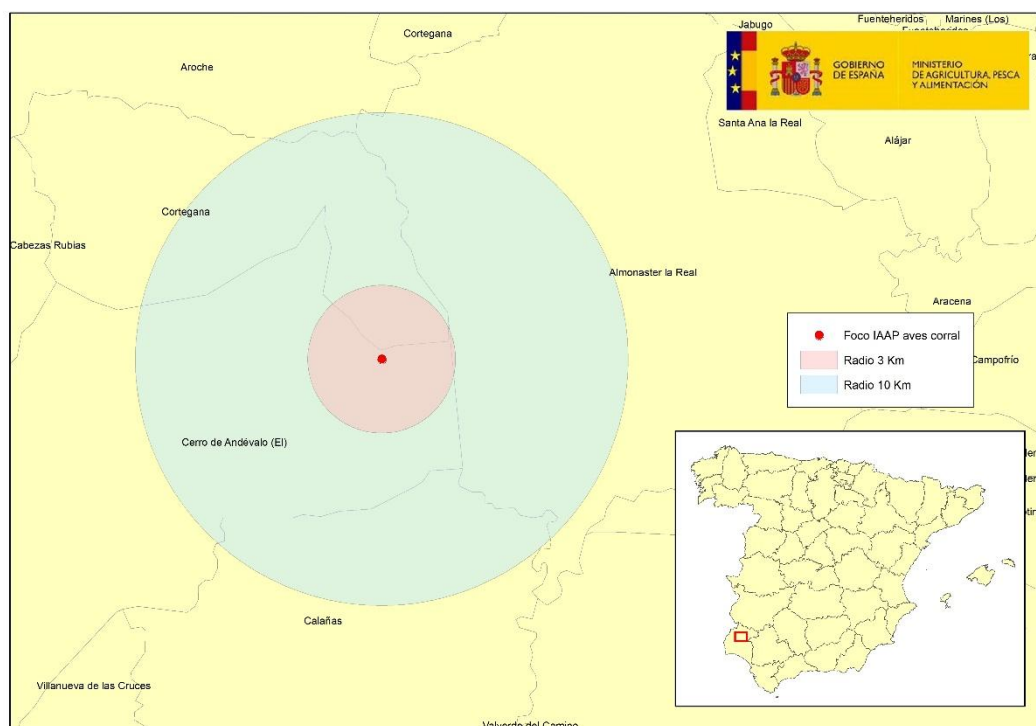 Cortegana
Jabugo
Fuenteheridos
Marines (Los)
Aroche
GOBIERNO
DE ESPAÑA
MINISTERIO
DE AGRICULTURA, PESCA
Y ALIMENTACIÓN
Santa Ana la Real
Alájar
Cortegana
Cabezas Rubias
Almonaster la Real
Aracena
Foco IAAP aves corral
Radio 3 Km
Campofrío
Radio 10 Km
Cerro de Andévalo (El)
Calañas
Villanueva de las Cruces
Valverde del Camino